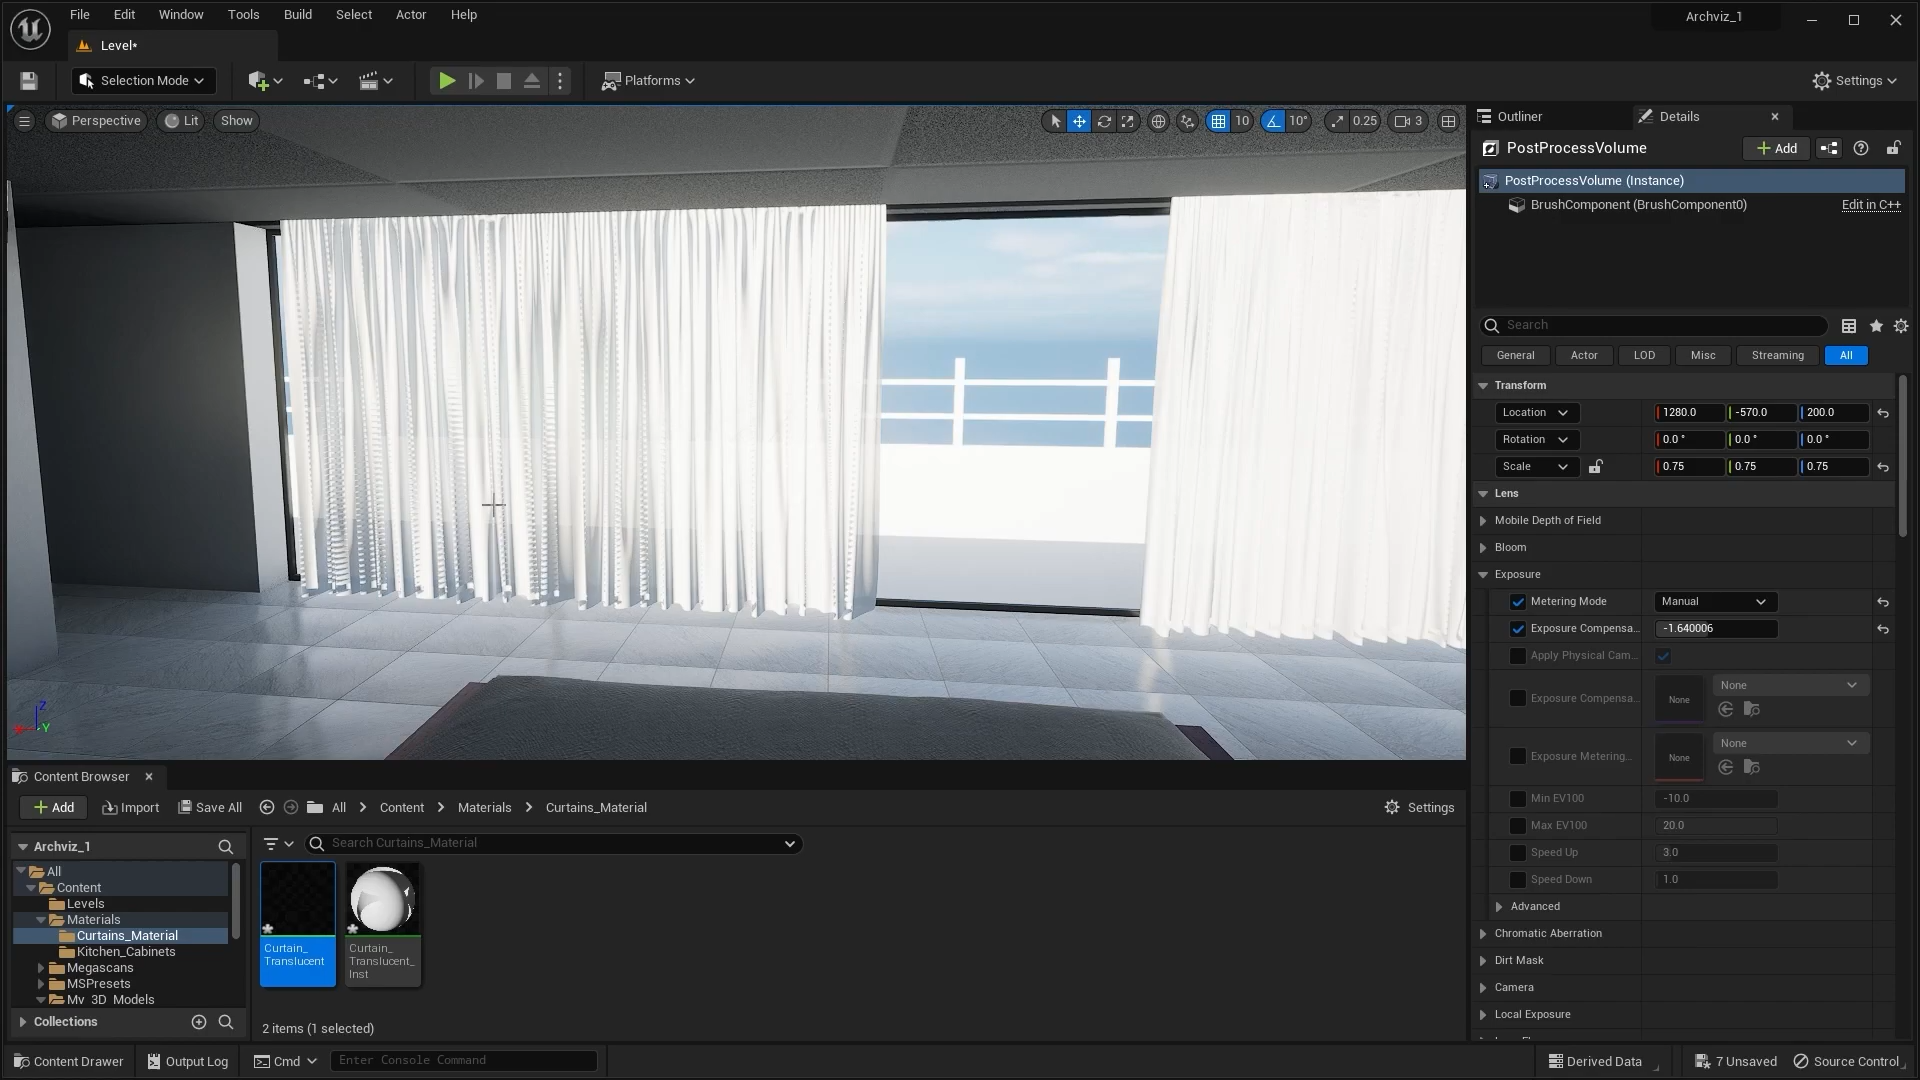 File Edit Window Tools Build Select Actor Help
Archviz_1
Level*
Selection Mode
Platforms
Settings
Perspective
Lit
Show
10
10°
0.25
3
Outliner
Details
PostProcessVolume
Add
PostProcessVolume (Instance)
BrushComponent (BrushComponent0)
Edit in C++
Search
General
Actor
LOD
Misc
Streaming
All
Transform
Location
1280.0
-570.0
200.0
Rotation
0.0 °
0.0 °
0.0 °
Scale
0.75
0.75
0.75
Lens
Mobile Depth of Field
Bloom
Exposure
Metering Mode
Manual
Exposure Compensa...
-1.640006
Apply Physical Cam...
Exposure Compensa...
None
None
Exposure Metering...
None
None
Min EV100
-10.0
Max EV100
20.0
Speed Up
3.0
Speed Down
1.0
Advanced
Chromatic Aberration
Dirt Mask
Camera
Local Exposure
Z
Y
Content Browser
Add
Import
Save All
All
Content
Materials
Curtains_Material
Settings
Archviz_1
Search Curtains_Material
All
Content
Levels
Materials
Curtains_Material
Kitchen_Cabinets
Megascans
MSPresets
My_3D_Models
Collections
Curtain_
Translucent
Curtain_
Translucent_
Inst
2 items (1 selected)
Content Drawer
Output Log
Cmd
Enter Console Command
Derived Data
7 Unsaved
Source Control